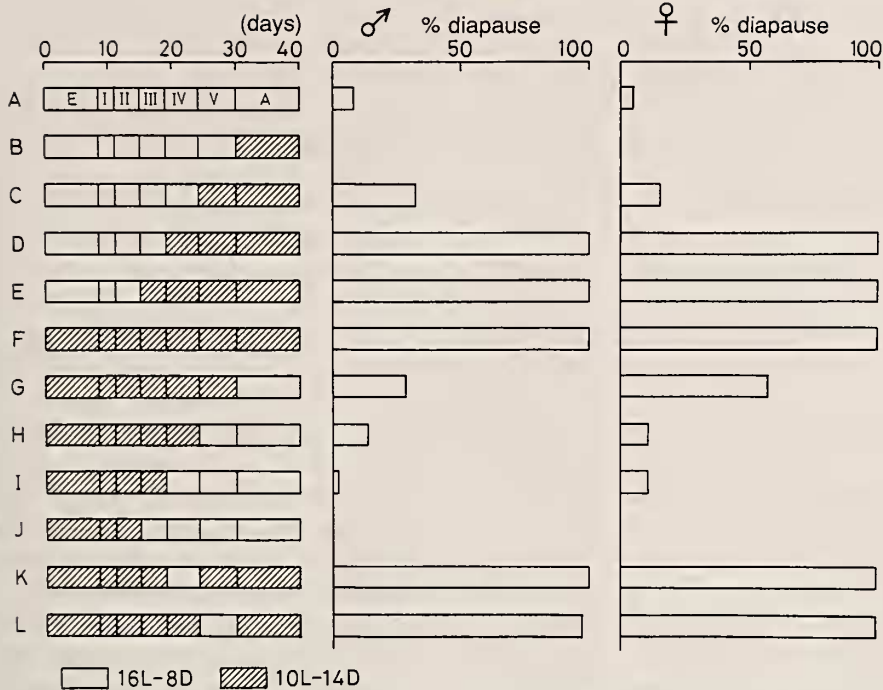 (days) ♂ % diapause ♀ % diapause
0 10 20 30 40 0 50 100 0 50 100
A E I II III IV V A
B
C
D
E
F
G
H
I
J
K
L
16L-8D 10L-14D